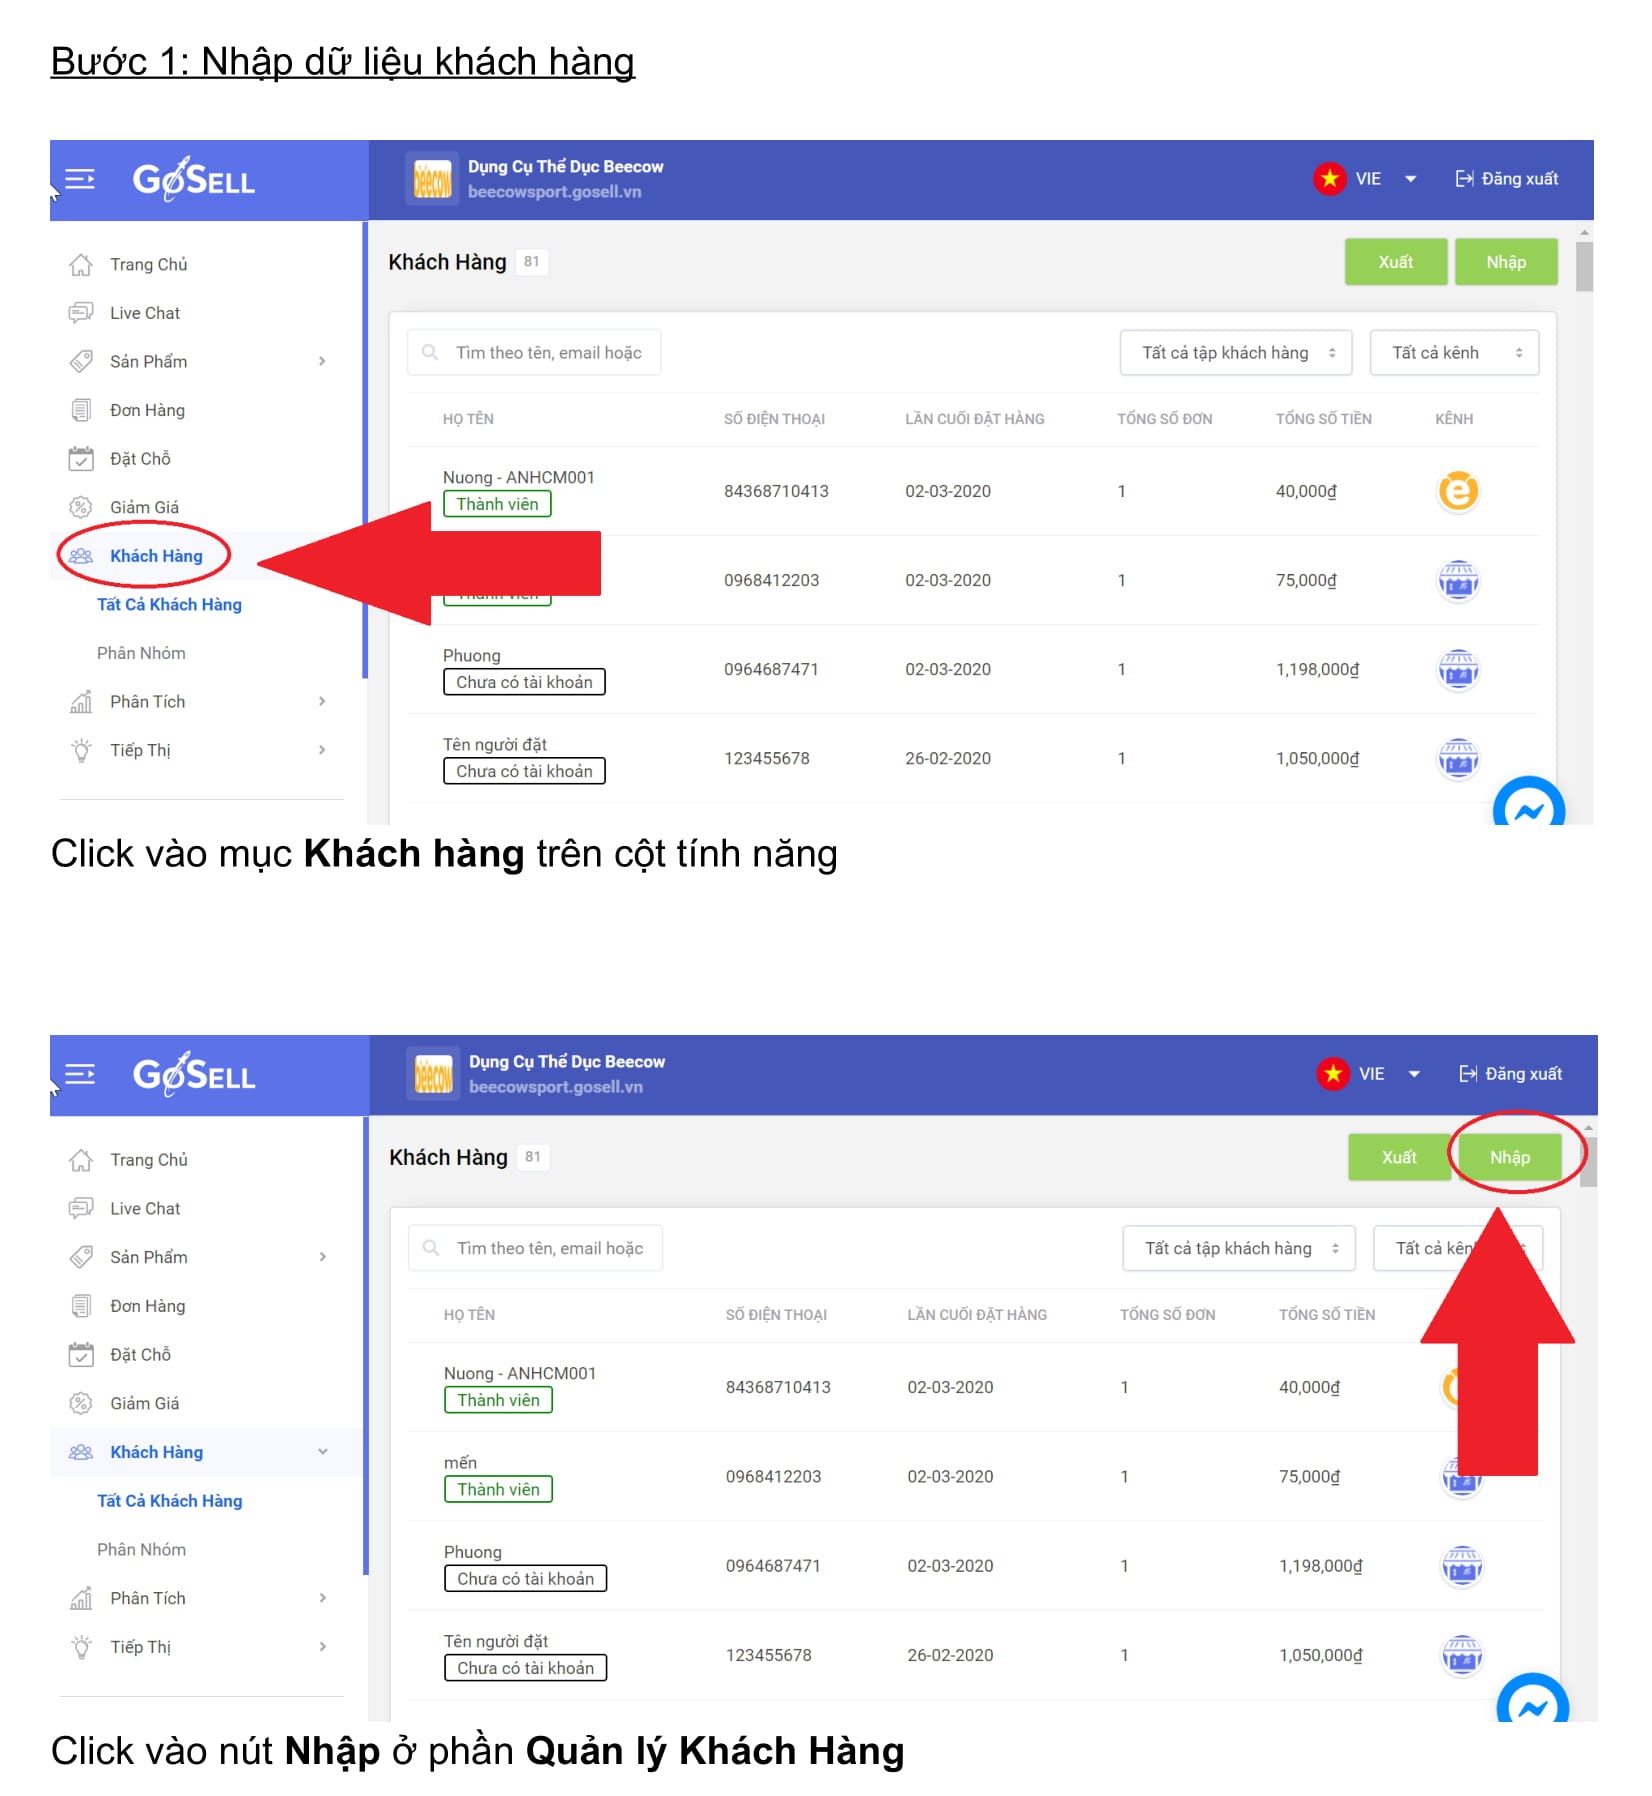 Bước 1: Nhập dữ liệu khách hàng
GoSELL
Dụng Cụ Thể Dục Beecow
beecow
beecowsport.gosell.vn
VIE
Đăng xuất
Trang Chủ
Live Chat
Sản Phẩm
Đơn Hàng
Đặt Chỗ
Giảm Giá
Khách Hàng
Tất Cả Khách Hàng
Phân Nhóm
Phân Tích
Tiếp Thị
Khách Hàng 81
Xuất
Nhập
Tìm theo tên, email hoặc
Tất cả tập khách hàng
Tất cả kênh
HỌ TÊN SỐ ĐIỆN THOẠI LẦN CUỐI ĐẶT HÀNG TỔNG SỐ ĐƠN TỔNG SỐ TIỀN KÊNH
Nuong - ANHCM001
Thành viên
84368710413 02-03-2020 1 40,000₫
Thành viên
0968412203 02-03-2020 1 75,000₫
Phuong
Chưa có tài khoản
0964687471 02-03-2020 1 1,198,000₫
Tên người đặt
Chưa có tài khoản
123455678 26-02-2020 1 1,050,000₫
Click vào mục Khách hàng trên cột tính năng
GoSELL
Dụng Cụ Thể Dục Beecow
beecow
beecowsport.gosell.vn
VIE
Đăng xuất
Trang Chủ
Live Chat
Sản Phẩm
Đơn Hàng
Đặt Chỗ
Giảm Giá
Khách Hàng
Tất Cả Khách Hàng
Phân Nhóm
Phân Tích
Tiếp Thị
Khách Hàng 81
Xuất
Nhập
Tìm theo tên, email hoặc
Tất cả tập khách hàng
Tất cả kên
HỌ TÊN SỐ ĐIỆN THOẠI LẦN CUỐI ĐẶT HÀNG TỔNG SỐ ĐƠN TỔNG SỐ TIỀN
Nuong - ANHCM001
Thành viên
84368710413 02-03-2020 1 40,000₫
mến
Thành viên
0968412203 02-03-2020 1 75,000₫
Phuong
Chưa có tài khoản
0964687471 02-03-2020 1 1,198,000₫
Tên người đặt
Chưa có tài khoản
123455678 26-02-2020 1 1,050,000₫
Click vào nút Nhập ở phần Quản lý Khách Hàng